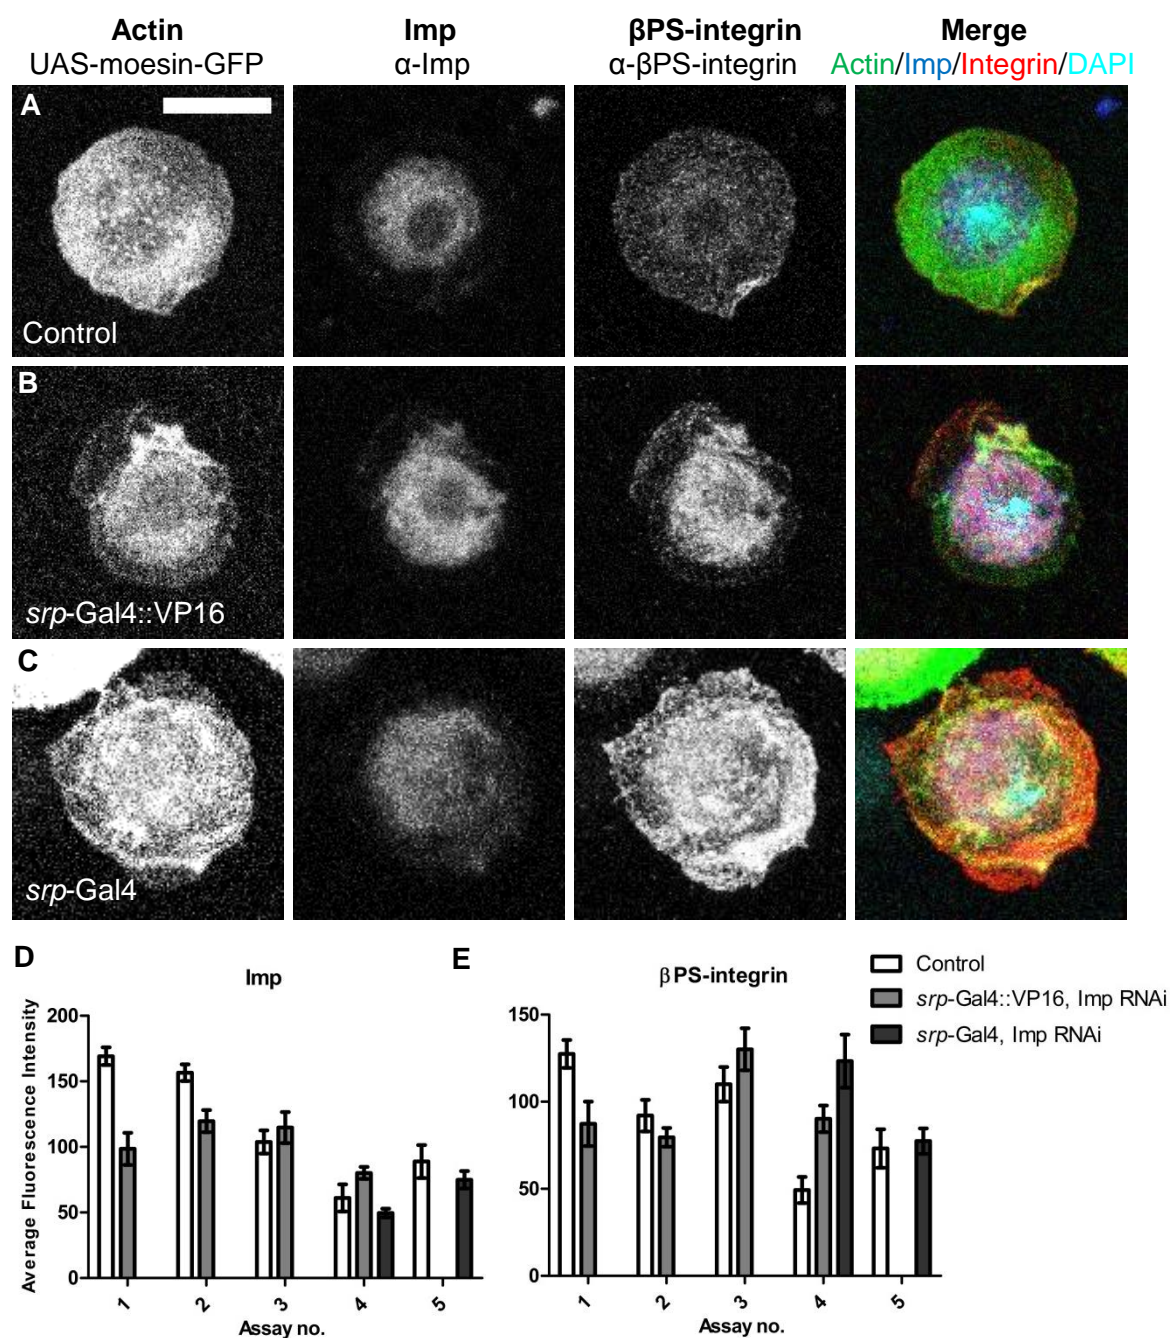 Actin Imp βPS-integrin Merge
UAS-moesin-GFP α-Imp α-βPS-integrin Actin/Imp/Integrin/DAPI
A
Control
B
srp-Gal4::VP16
C
srp-Gal4
D
Imp
Average Fluorescence Intensity
200
150
100
50
0
1 2 3 4 5
Assay no.
E
βPS-integrin
150
100
50
0
1 2 3 4 5
Assay no.
Control
srp-Gal4::VP16, Imp RNAi
srp-Gal4, Imp RNAi